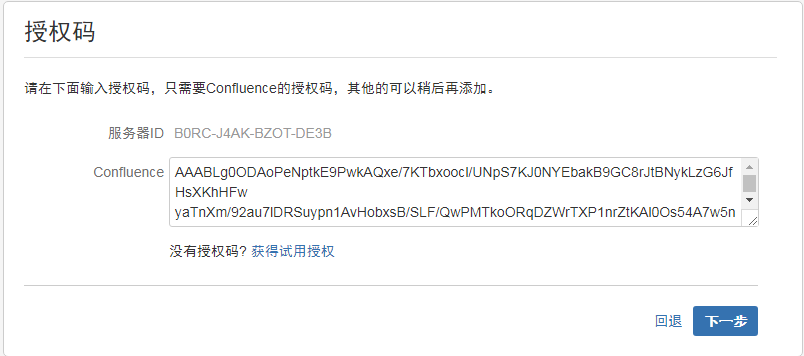 授权码
请在下面输入授权码，只需要Confluence的授权码，其他的可以稍后再添加。
服务器ID B0RC-J4AK-BZOT-DE3B
Confluence AAABLg0ODAoPeNptkE9PwkAQxe/7KTbxoocI/UNpS7KJ0NYEbakB9GC8rJtBNykLzG6Jf
HsXKhHFw
yaTnXm/92au7lDRSuypn1AvHobxsB/SLF/QwPMTkoORqDZWrTXP1nrZtKAl0Os54A7w5n
没有授权码? 获得试用授权
回退 下一步